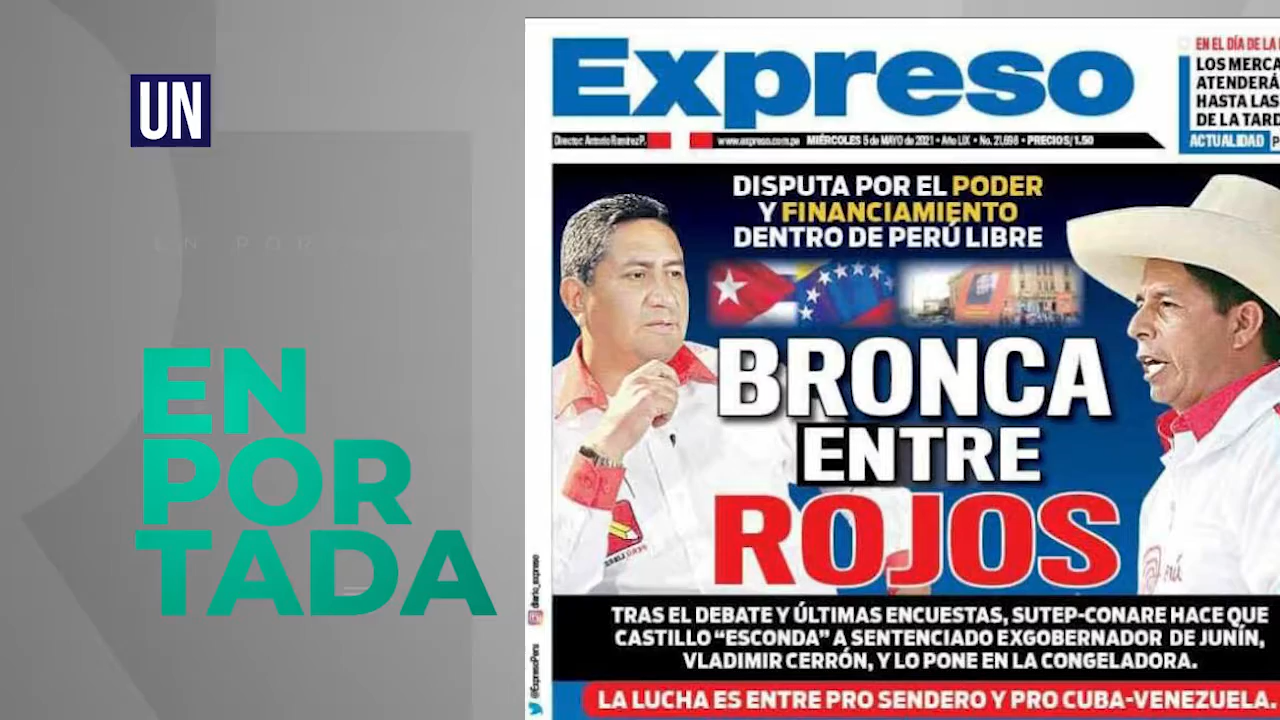 UN
EN
POR
TADA
Expreso
Director: Antonio Ramírez P.
www.expreso.com.pe MIÉRCOLES 5 de MAYO de 2021 • Año LIX • No. 21,698 • PRECIO S/1.50
EN EL DÍA DE LA
LOS MERCA
ATENDERÁ
HASTA LAS
DE LA TARD
ACTUALIDAD P
DISPUTA POR EL PODER
Y FINANCIAMIENTO
DENTRO DE PERÚ LIBRE
BRONCA
ENTRE
ROJOS
TRAS EL DEBATE Y ÚLTIMAS ENCUESTAS, SUTEP-CONARE HACE QUE
CASTILLO “ESCONDA” A SENTENCIADO EXGOBERNADOR DE JUNÍN,
VLADIMIR CERRÓN, Y LO PONE EN LA CONGELADORA.
LA LUCHA ES ENTRE PRO SENDERO Y PRO CUBA-VENEZUELA.
@ExpresoPeru
diario_expreso